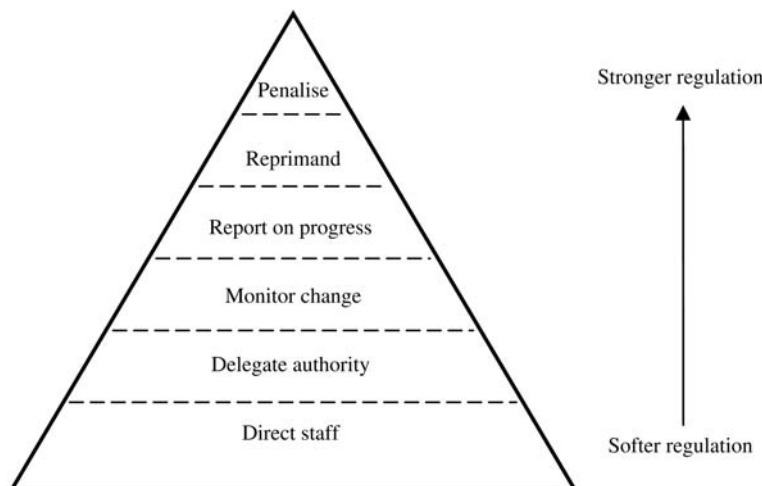 Stronger regulation
Penalise
Reprimand
Report on progress
Monitor change
Delegate authority
Direct staff
Softer regulation